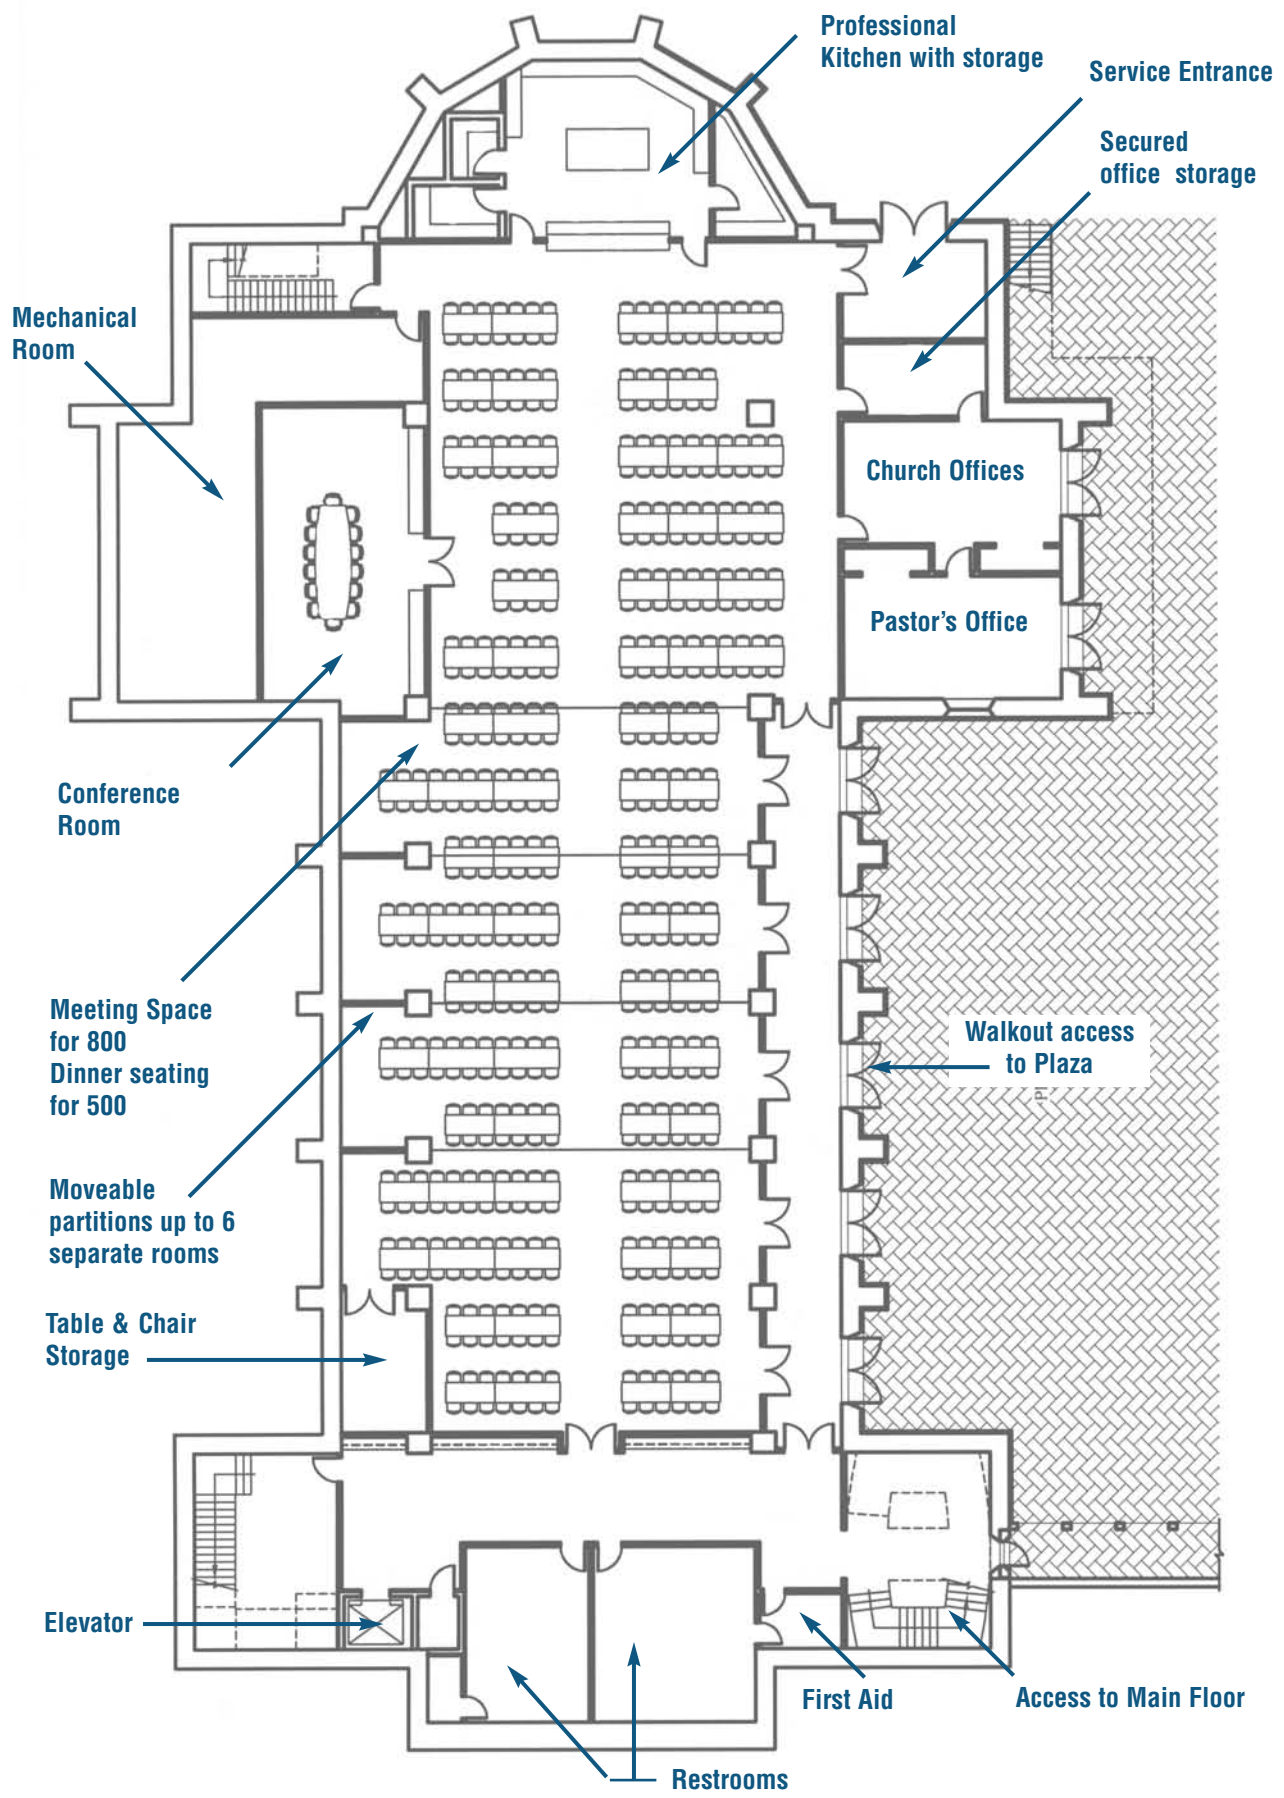 Professional
Kitchen with storage
Service Entrance
Secured
office storage
Mechanical
Room
Church Offices
Pastor's Office
Conference
Room
Meeting Space
for 800
Dinner seating
for 500
Walkout access
to Plaza
Moveable
partitions up to 6
separate rooms
Table & Chair
Storage
Elevator
First Aid
Access to Main Floor
Restrooms